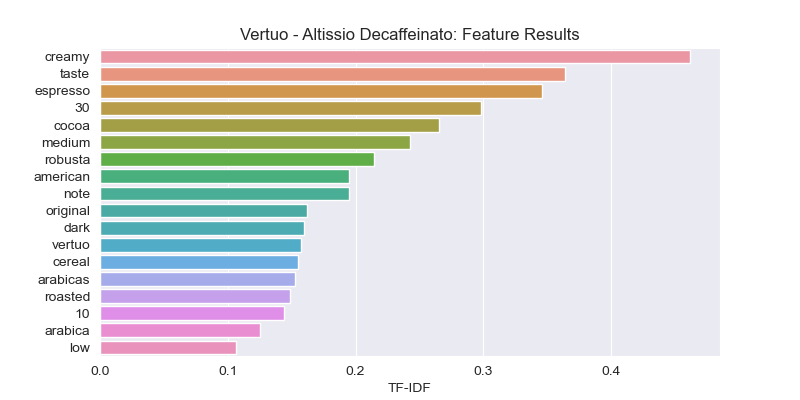 Vertuo - Altissio Decaffeinato: Feature Results
creamy
taste
espresso
30
cocoa
medium
robusta
american
note
original
dark
vertuo
cereal
arabicas
roasted
10
arabica
low
0.0 0.1 0.2 0.3 0.4
TF-IDF